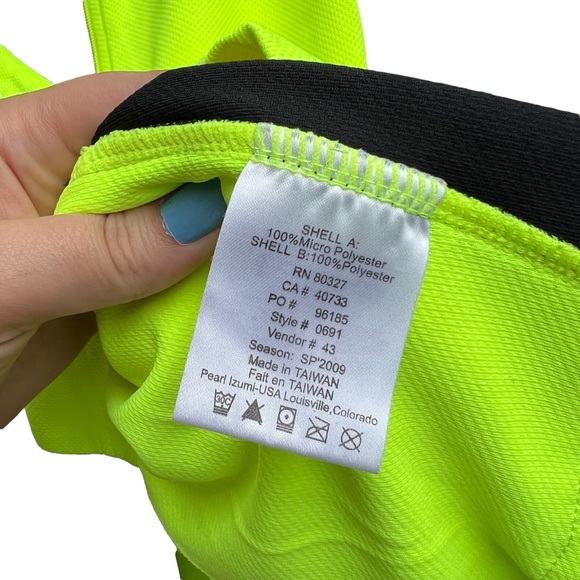 SHELL A:
100%Micro Polyester
SHELL B:100%Polyester
RN 80327
CA# 40733
PO # 96185
Style # 0691
Vendor # 43
Season: SP'2009
Made in TAIWAN
Fait en TAIWAN
Pearl Izumi-USA Louisville,Colorado
30C